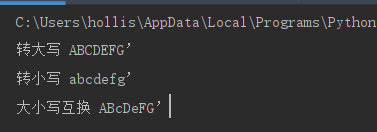 C:\Users\hollis\AppData\Local\Programs\Python
转大写 ABCDEFG’
转小写 abcdefg’
大小写互换 ABcDeFG’